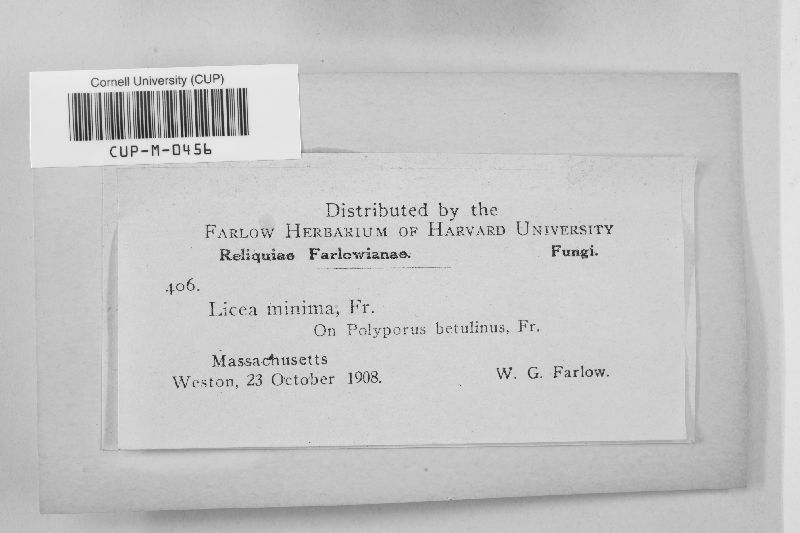 Cornell University (CUP)
CUP-M-0456
Distributed by the
Farlow Herbarium of Harvard University
Reliquiae Farlowianae. Fungi.
406.
Licea minima, Fr.
On Polyporus betulinus, Fr.
Massachusetts
Weston, 23 October 1908. W. G. Farlow.